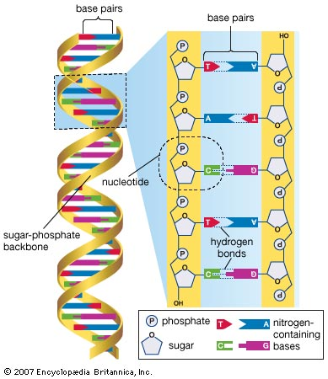 base pairs
base pairs
HO
P
P
T A
P
A T
P
P
P
nucleotide
C G
P
sugar-phosphate
backbone
P
T A
hydrogen
bonds
P
P
C G
OH
P
P phosphate
T A nitrogen-
containing
sugar
C G bases
© 2007 Encyclopædia Britannica, Inc.